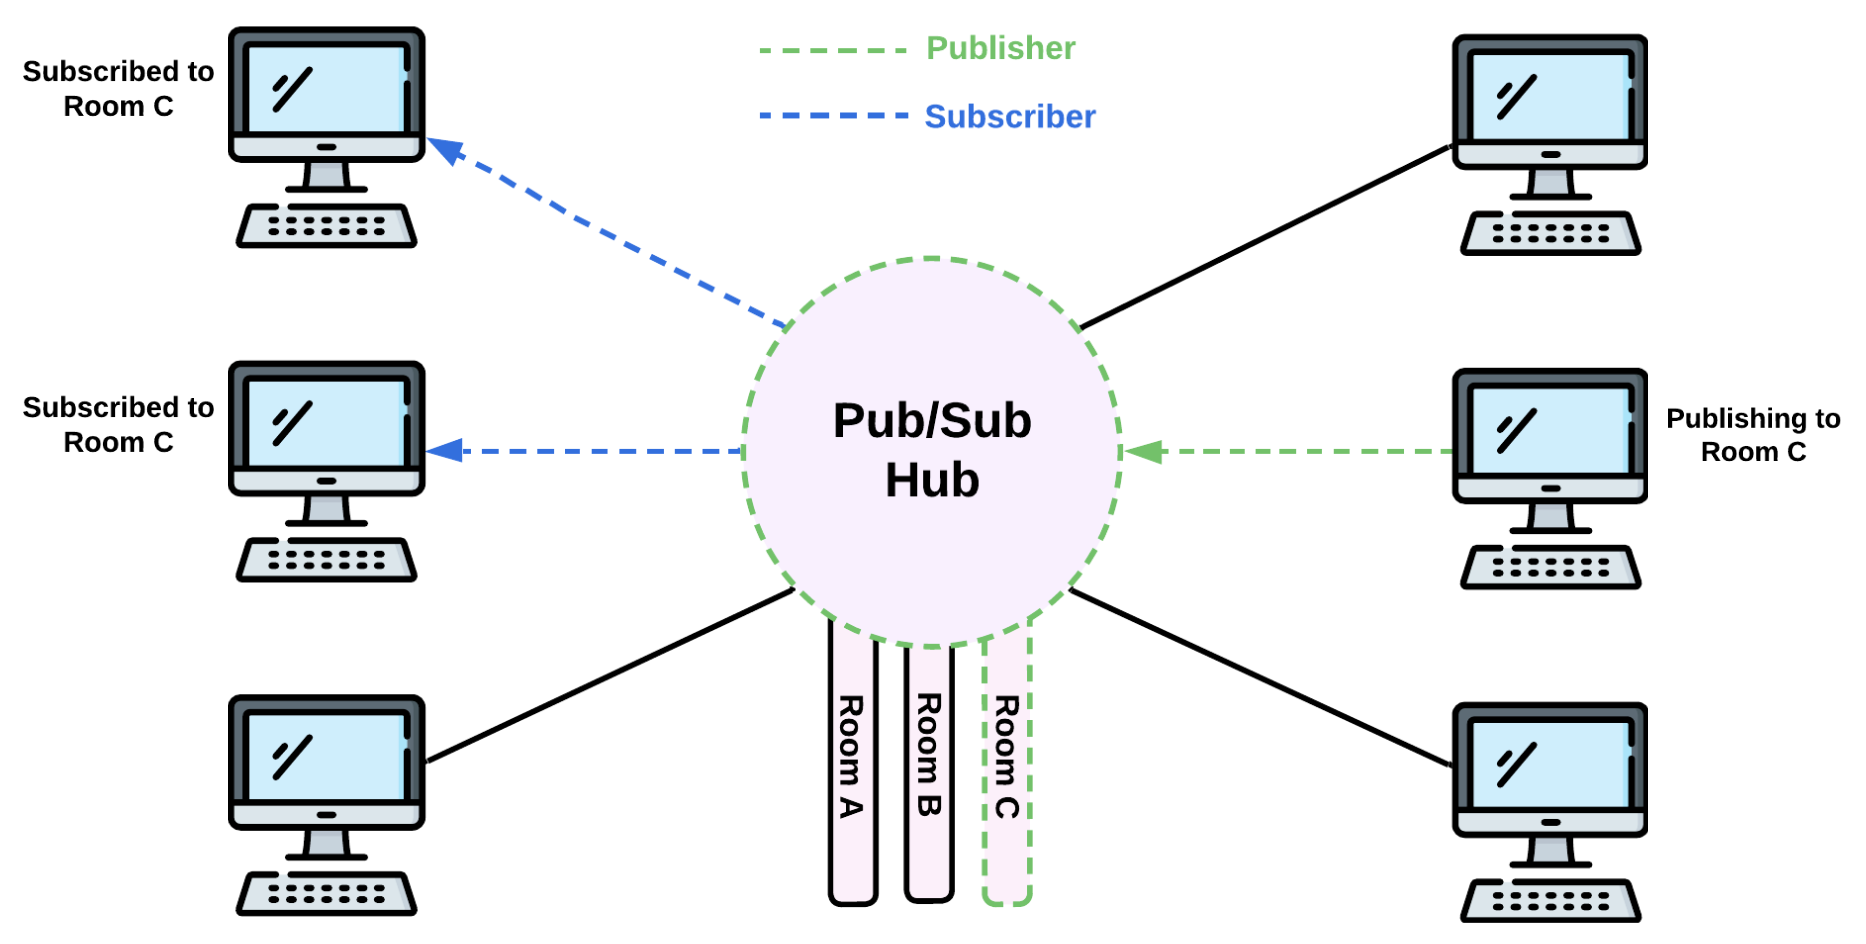 Publisher
Subscriber
Subscribed to
Room C
Subscribed to
Room C
Pub/Sub
Hub
Publishing to
Room C
Room A
Room B
Room C